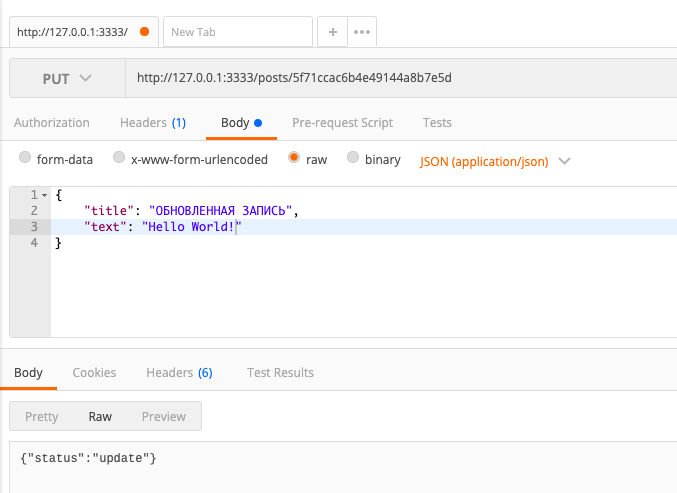 http://127.0.0.1:3333/ New Tab + •••
PUT http://127.0.0.1:3333/posts/5f71ccac6b4e49144a8b7e5d
Authorization Headers (1) Body Pre-request Script Tests
form-data x-www-form-urlencoded raw binary JSON (application/json)
1 {
2 "title": "ОБНОВЛЕННАЯ ЗАПИСЬ",
3 "text": "Hello World!"
4 }
Body Cookies Headers (6) Test Results
Pretty Raw Preview
{"status":"update"}